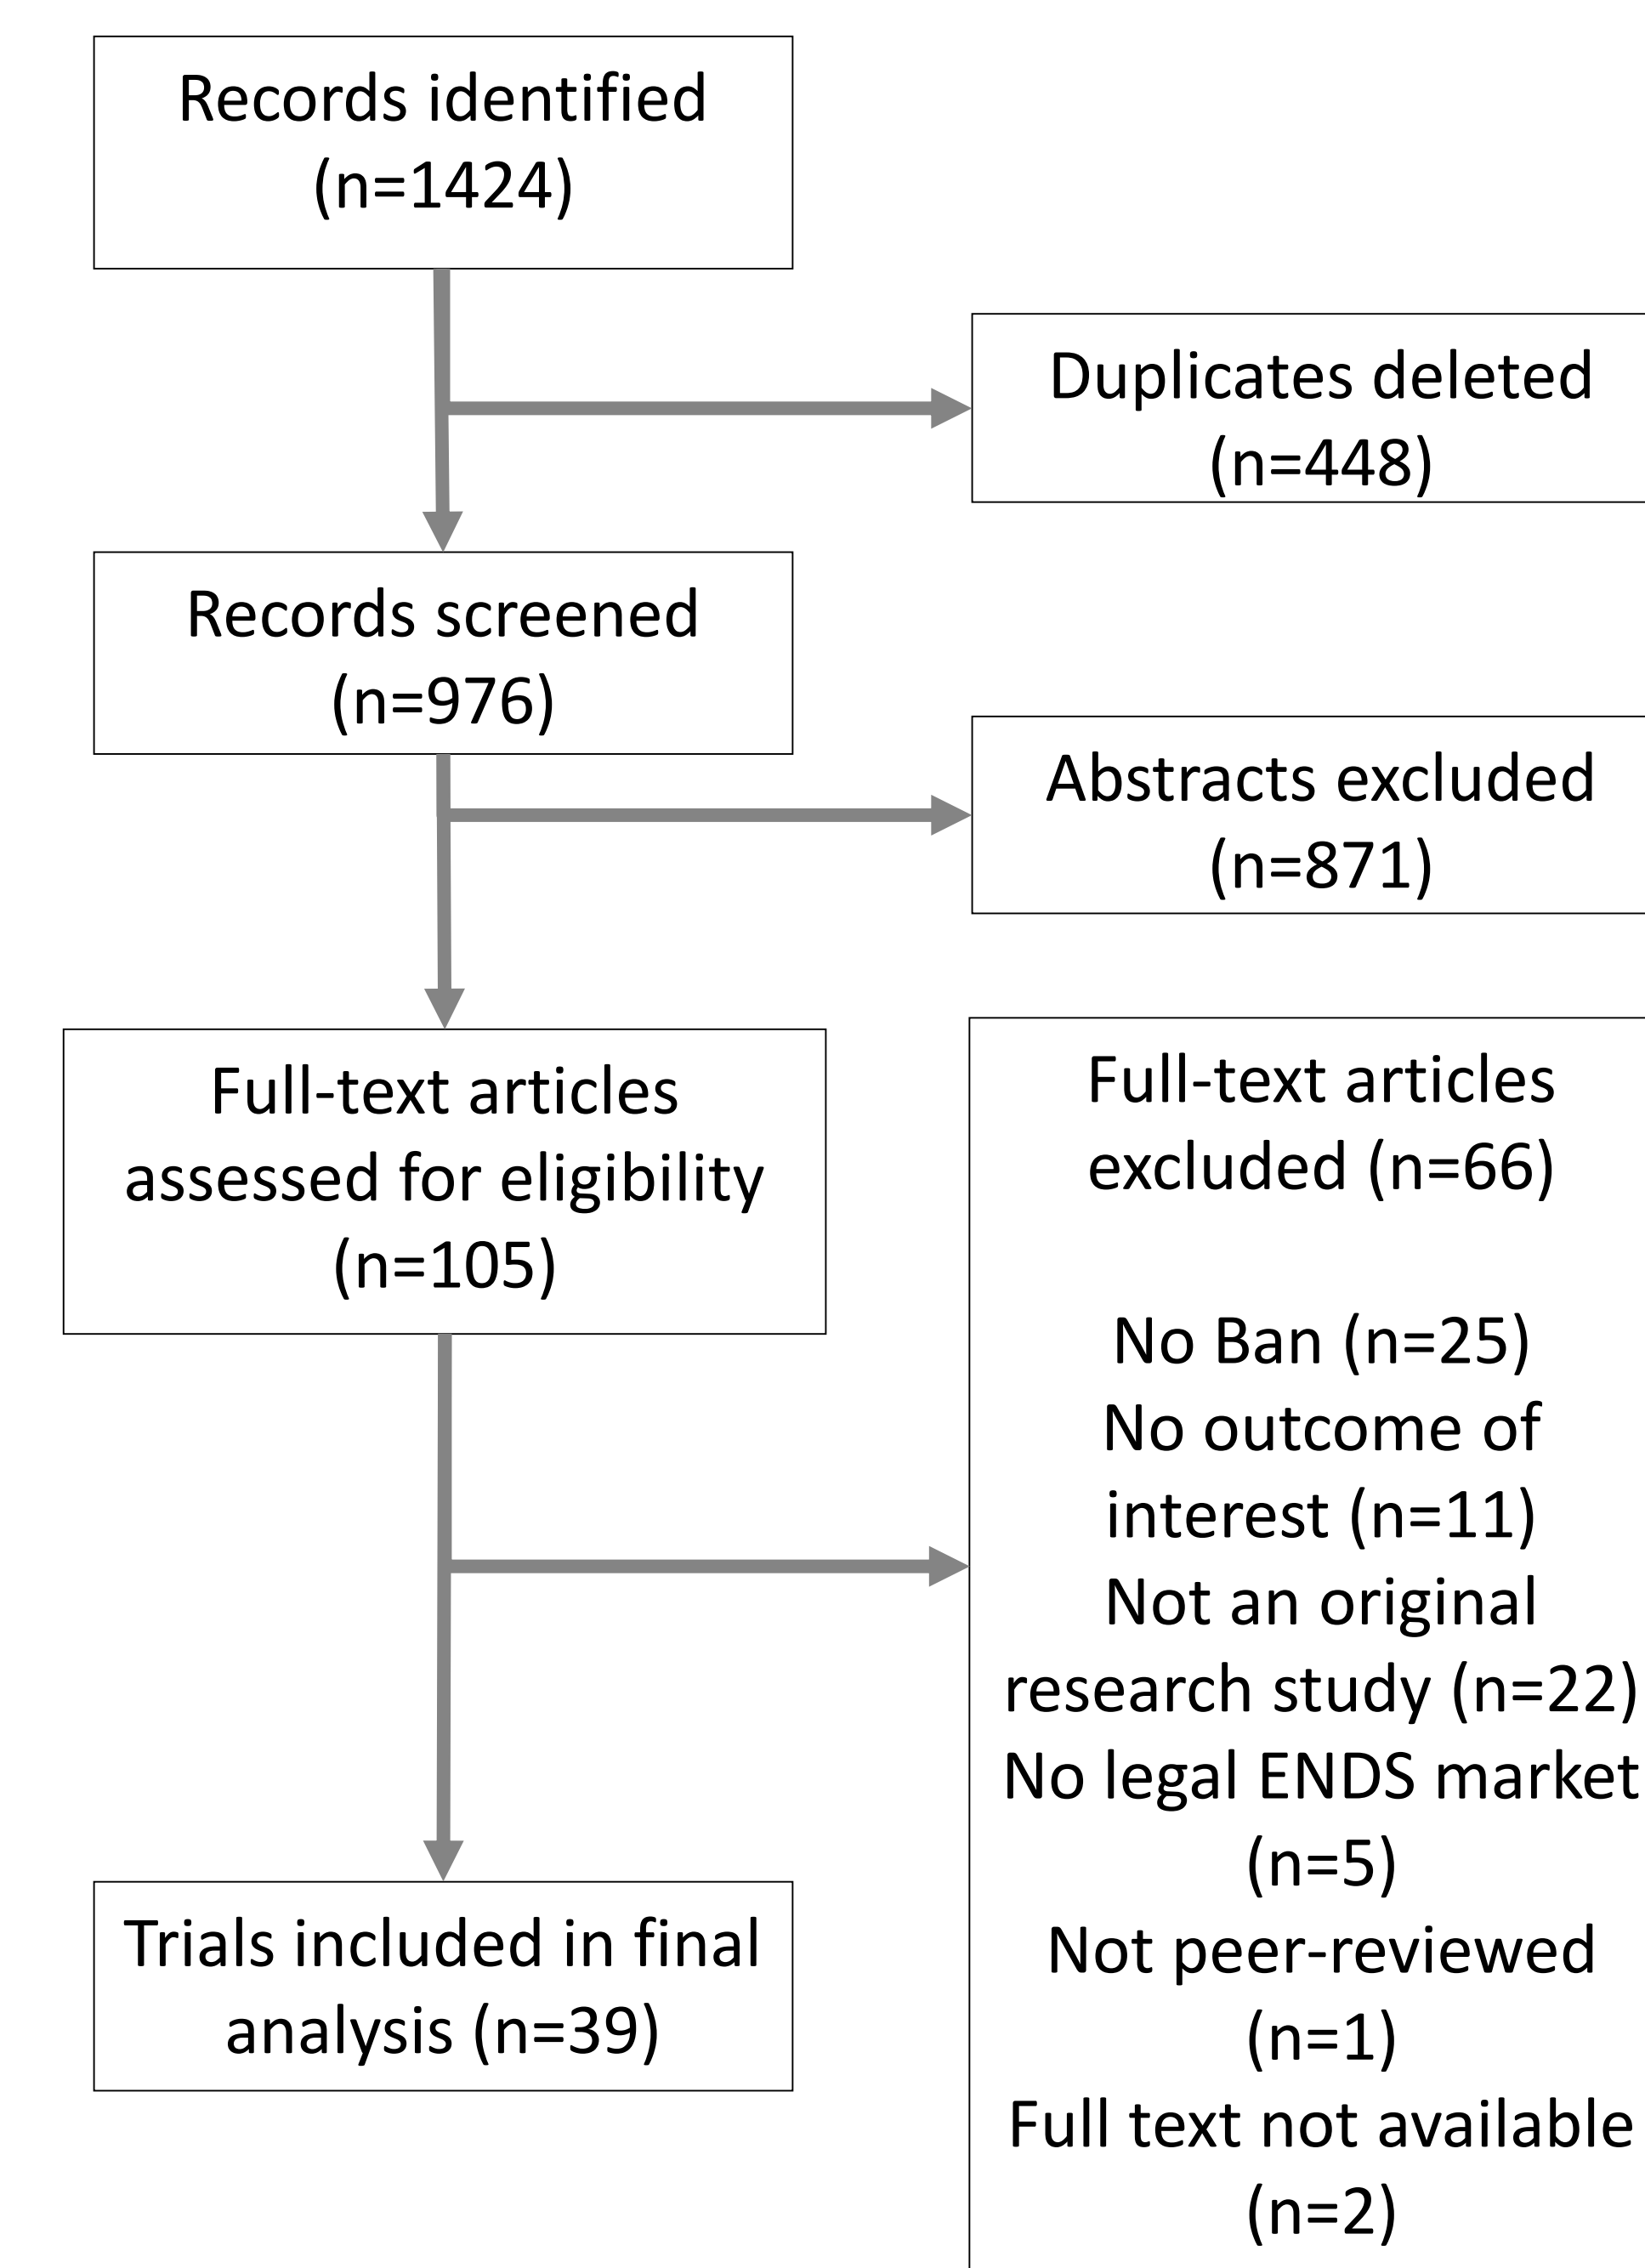 Records identified
(n=1424)
Duplicates deleted
(n=448)
Records screened
(n=976)
Abstracts excluded
(n=871)
Full-text articles
assessed for eligibility
(n=105)
Full-text articles
excluded (n=66)
No Ban (n=25)
No outcome of
interest (n=11)
Not an original
research study (n=22)
No legal ENDS market
(n=5)
Not peer-reviewed
(n=1)
Full text not available
(n=2)
Trials included in final
analysis (n=39)